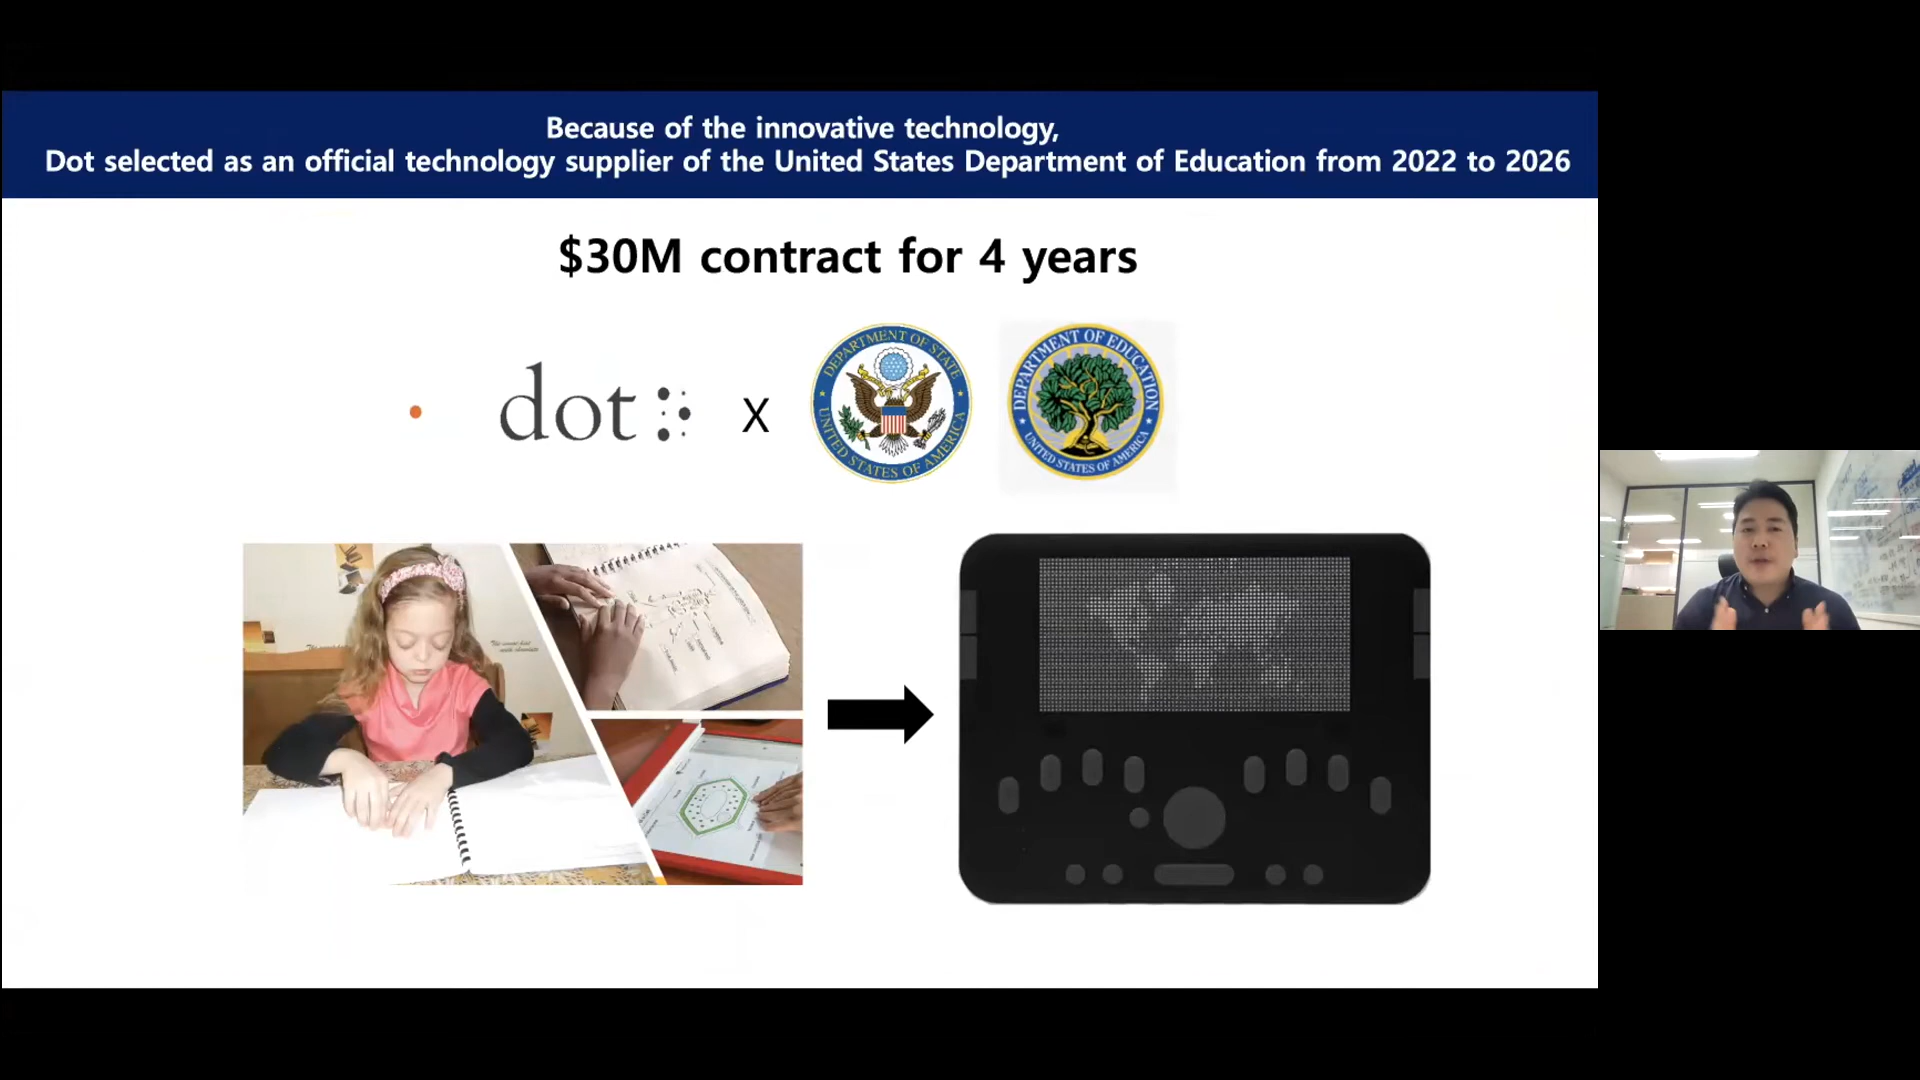 Because of the innovative technology,
Dot selected as an official technology supplier of the United States Department of Education from 2022 to 2026
$30M contract for 4 years
dot
X
DEPARTMENT OF STATE
UNITED STATES OF AMERICA
DEPARTMENT OF EDUCATION
UNITED STATES OF AMERICA